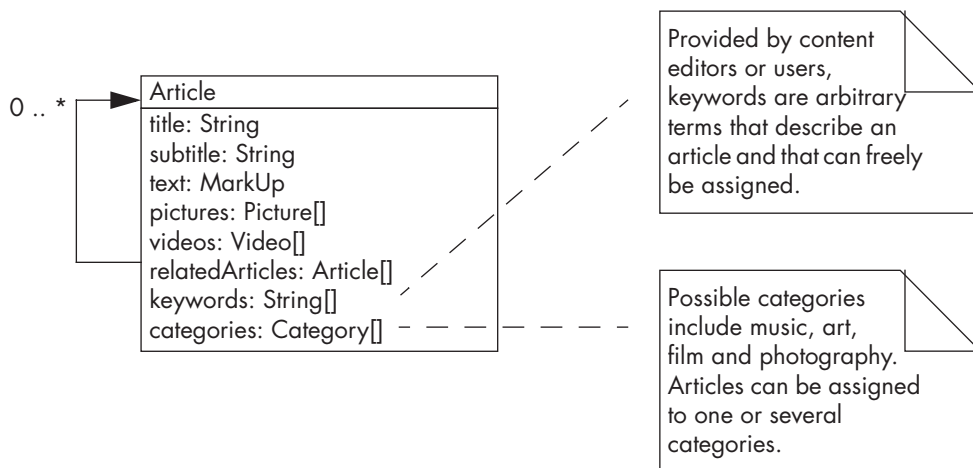 0 .. *
Article
title: String
subtitle: String
text: MarkUp
pictures: Picture[]
videos: Video[]
relatedArticles: Article[]
keywords: String[]
categories: Category[]
Provided by content
editors or users,
keywords are arbitrary
terms that describe an
article and that can freely
be assigned.
Possible categories
include music, art,
film and photography.
Articles can be assigned
to one or several
categories.